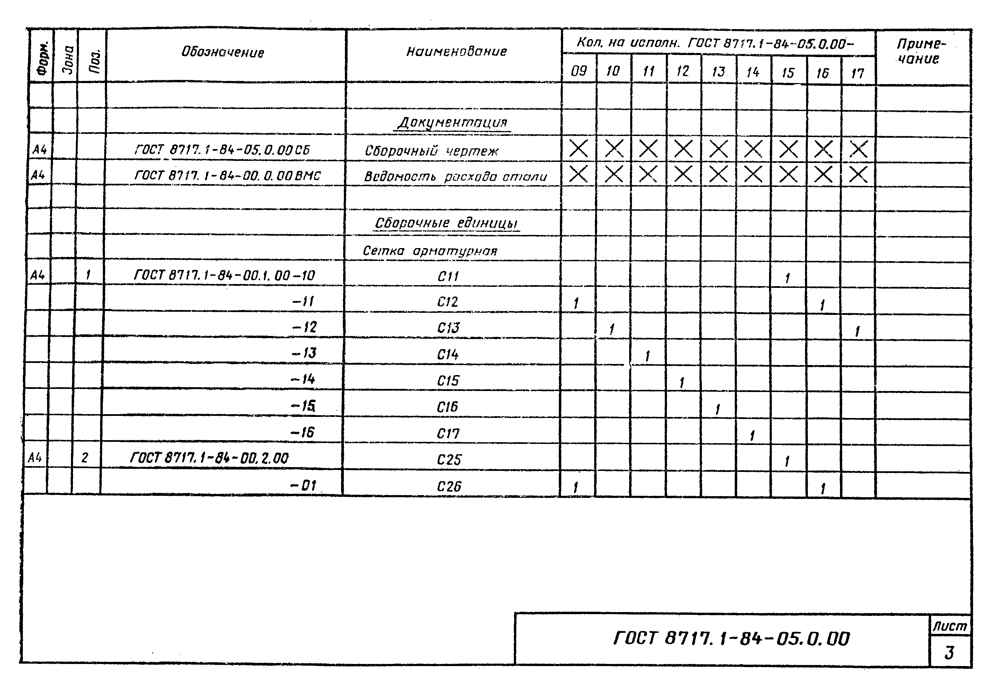 Форм. Зона Поз. Обозначение Наименование Кол. на исполн. ГОСТ 8717.1-84-05.0.00- Приме-
чание
09 10 11 12 13 14 15 16 17
Документация
А4 ГОСТ 8717.1-84-05.0.00СБ Сборочный чертеж X X X X X X X X X
А4 ГОСТ 8717.1-84-00.0.00ВМС Ведомость расхода стали X X X X X X X X X
Сборочные единицы
Сетка арматурная
А4 1 ГОСТ 8717.1-84-00.1.00-10 С11 1
-11 С12 1 1
-12 С13 1 1
-13 С14 1
-14 С15 1
-15 С16 1
-16 С17 1
А4 2 ГОСТ 8717.1-84-00.2.00 С25 1
-01 С26 1 1
ГОСТ 8717.1-84-05.0.00
Лист
3